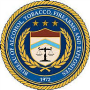 BUREAU OF ALCOHOL, TOBACCO, FIREARMS AND EXPLOSIVES
1972